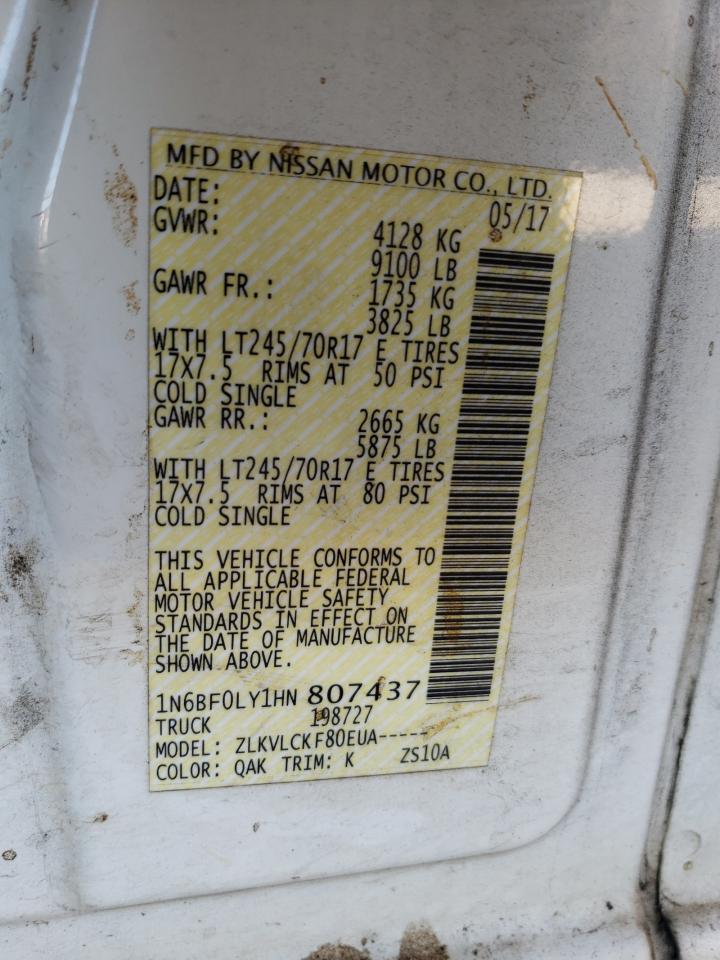 MFD BY NISSAN MOTOR CO., LTD.
DATE: 05/17
GVWR: 4128 KG
9100 LB
GAWR FR.: 1735 KG
3825 LB
WITH LT245/70R17 E TIRES
17X7.5 RIMS AT 50 PSI
COLD SINGLE
GAWR RR.: 2665 KG
5875 LB
WITH LT245/70R17 E TIRES
17X7.5 RIMS AT 80 PSI
COLD SINGLE
THIS VEHICLE CONFORMS TO
ALL APPLICABLE FEDERAL
MOTOR VEHICLE SAFETY
STANDARDS IN EFFECT ON
THE DATE OF MANUFACTURE
SHOWN ABOVE.
1N6BF0LY1HN 807437
TRUCK 198727
MODEL: ZLKVLCKF80EUA-----
COLOR: QAK TRIM: K ZS10A